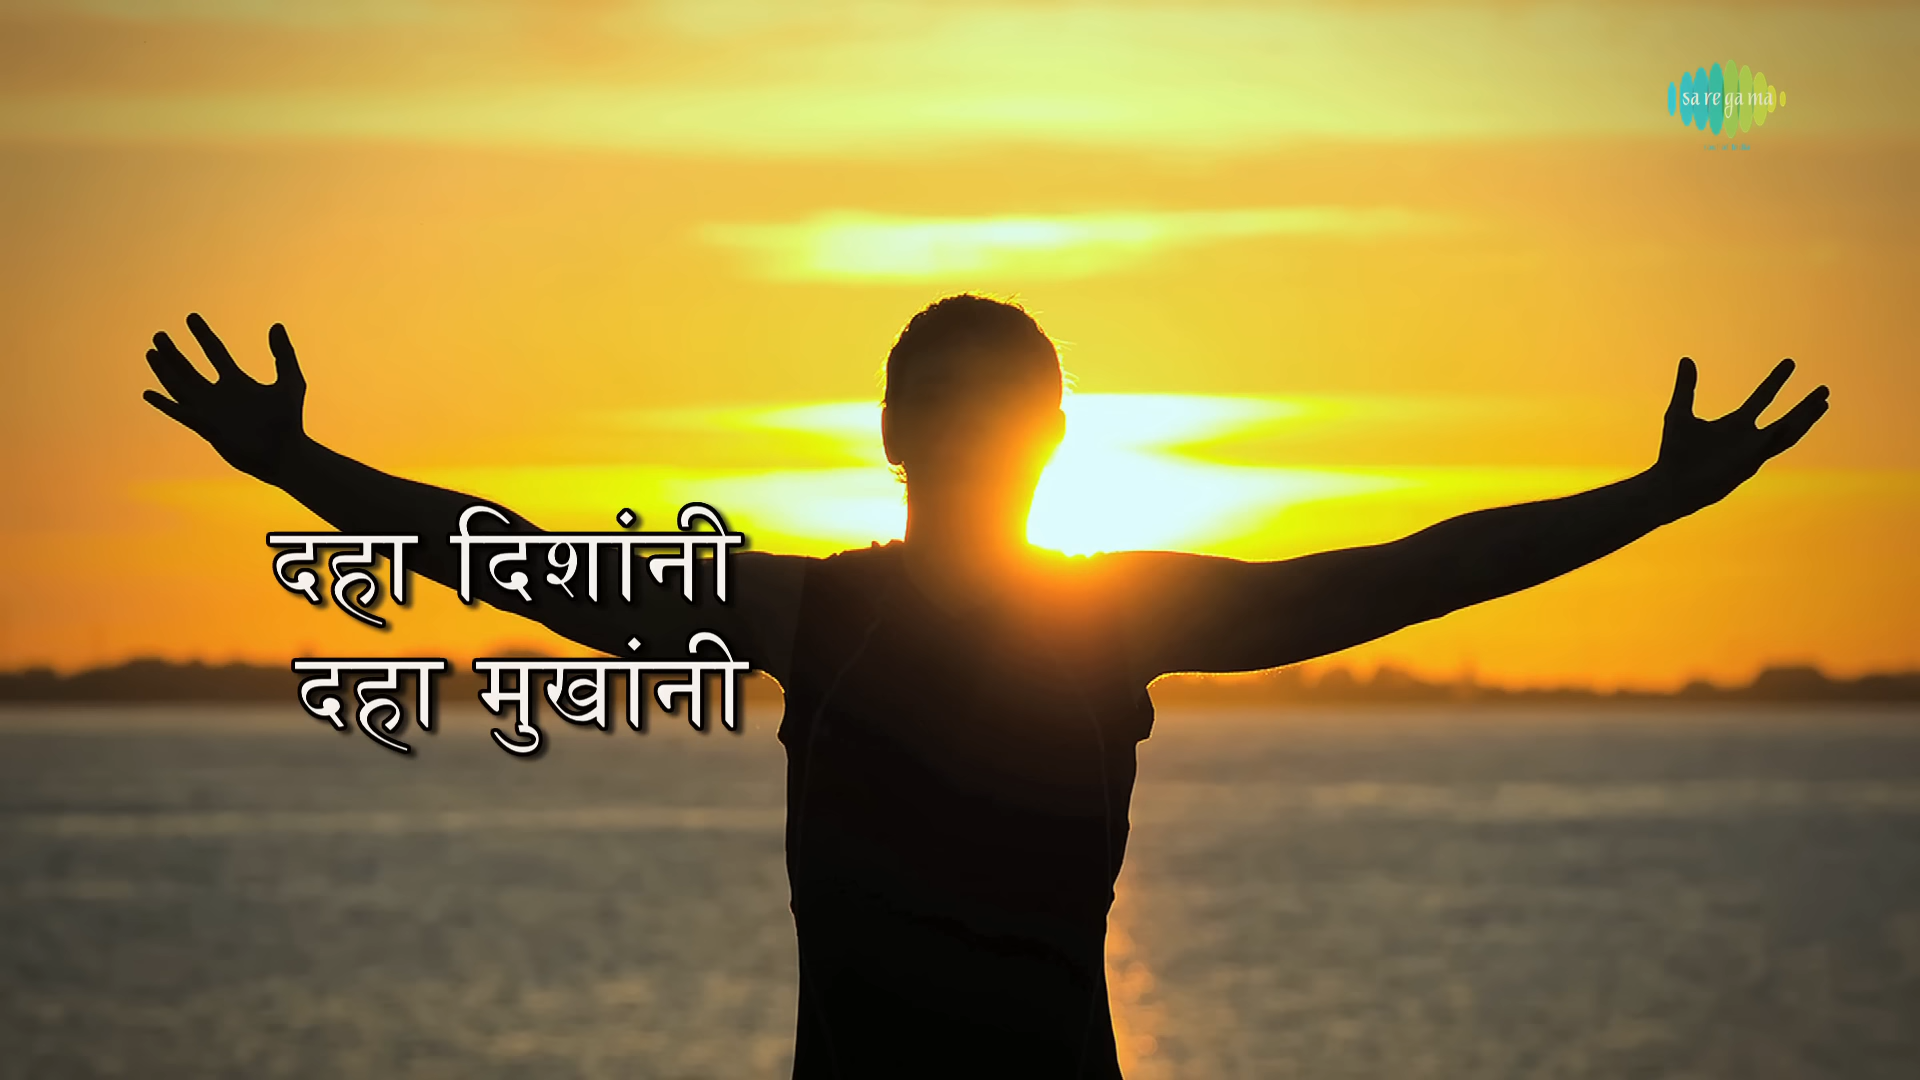 sa re ga ma
दहा दिशांनी
दहा मुखांनी